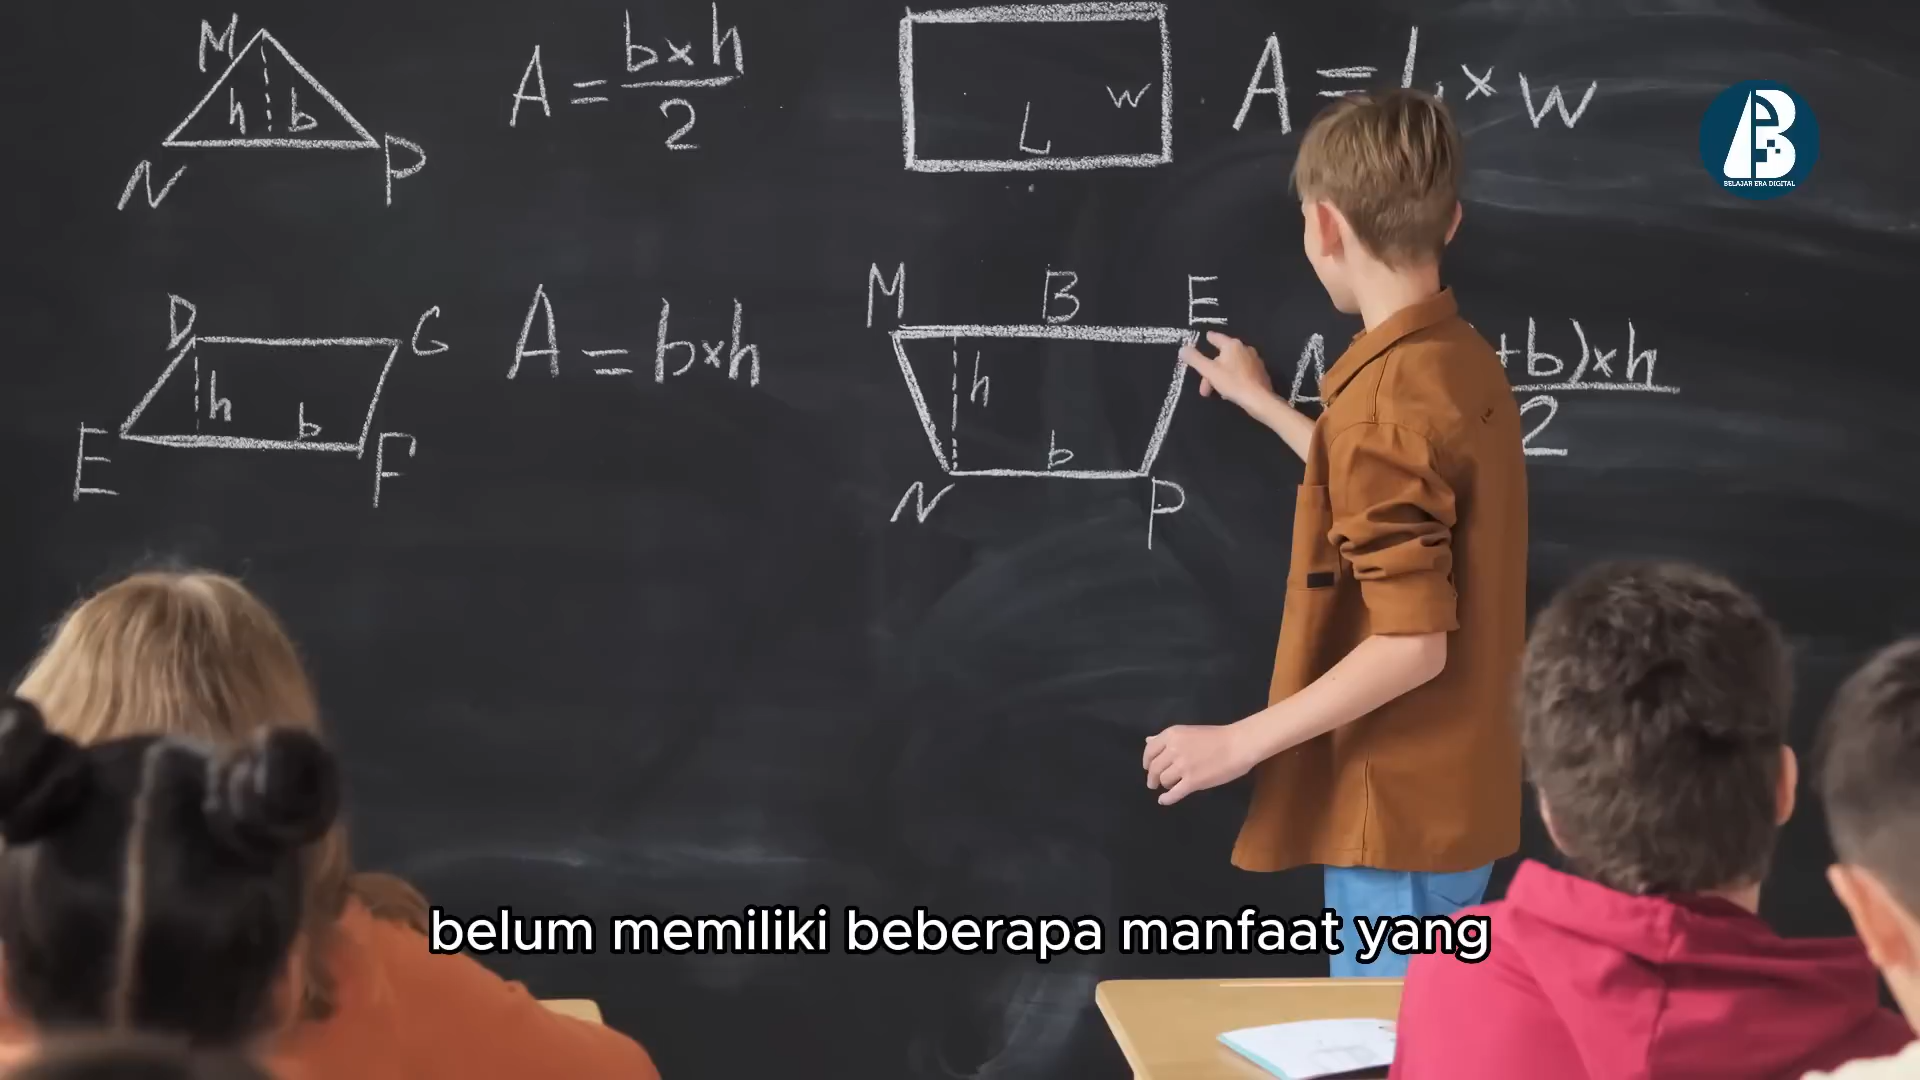 M
h b
N P
A = b×h
2
L w
A = L × w
D G
h b
E F
A = b×h
M B E
h
b
N P
+b)×h
2
BELAJAR ERA DIGITAL
belum memiliki beberapa manfaat yang